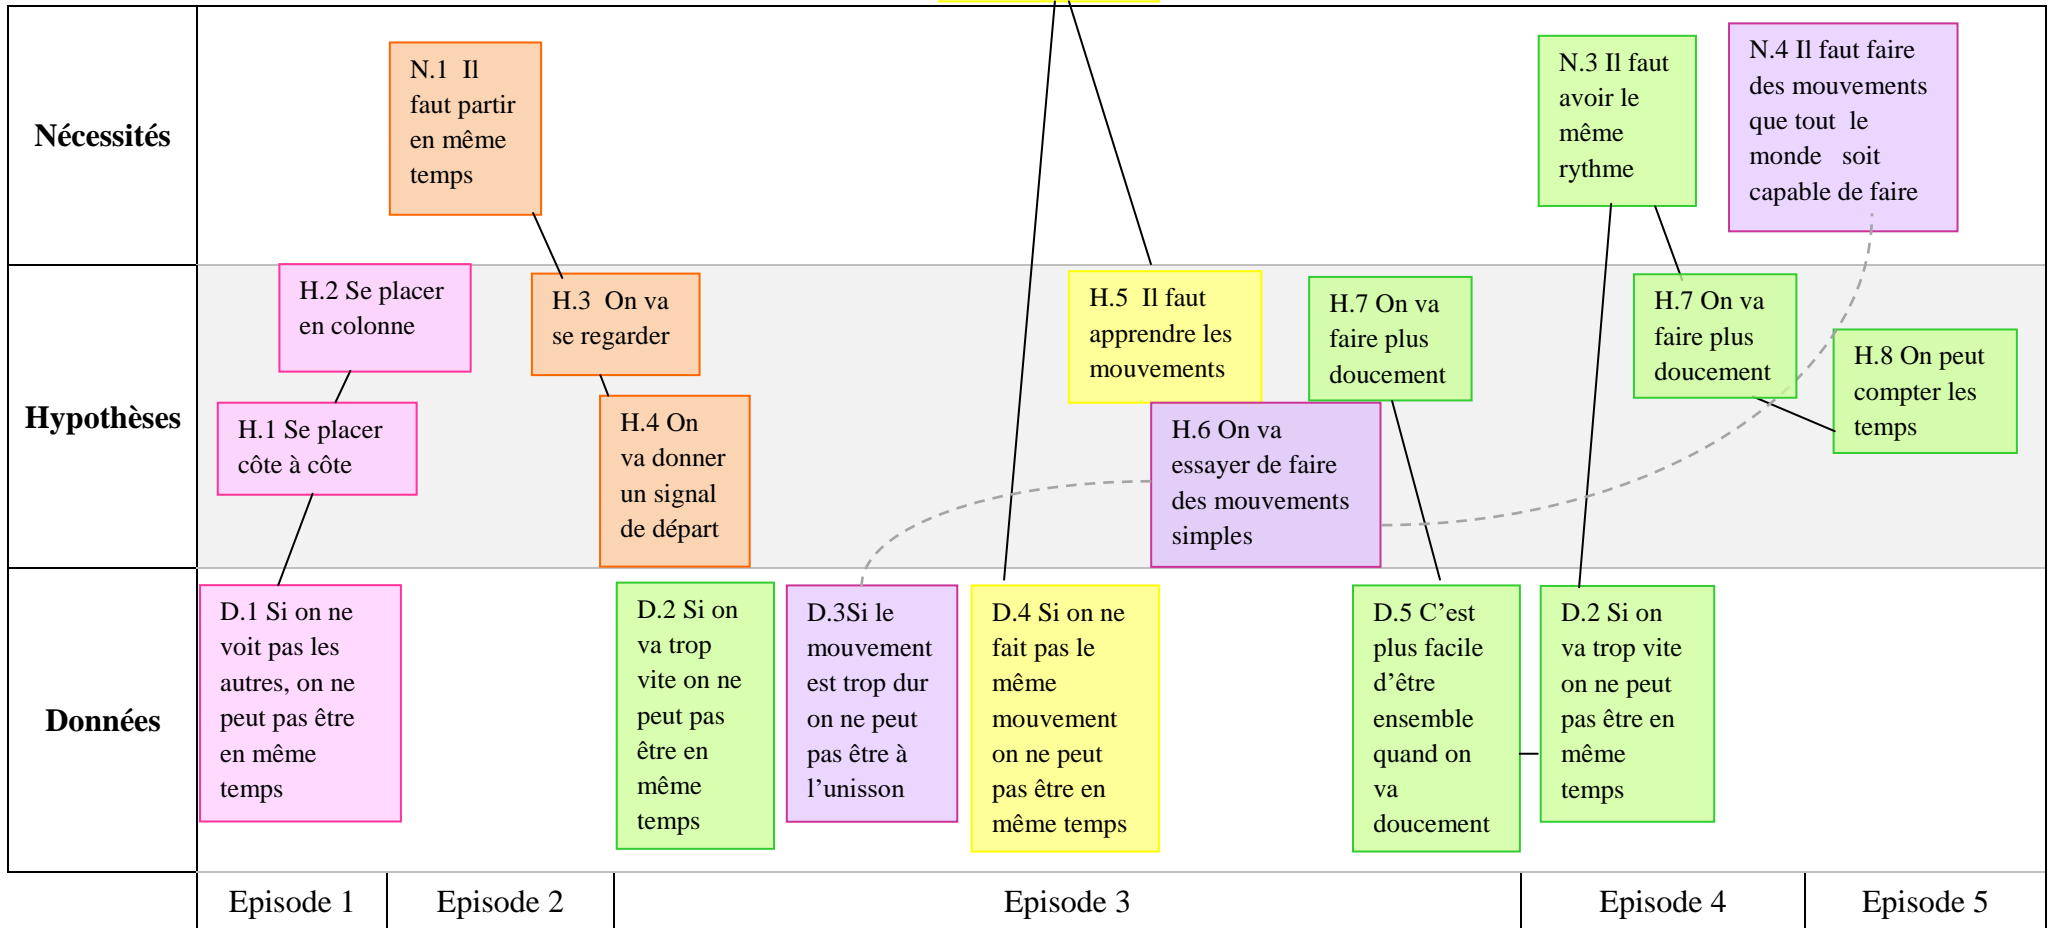 Nécessités
N.1 Il
faut partir
en même
temps
N.3 Il faut
avoir le
même
rythme
N.4 Il faut faire
des mouvements
que tout le
monde soit
capable de faire
Hypothèses
H.2 Se placer
en colonne
H.1 Se placer
côte à côte
H.3 On va
se regarder
H.4 On
va donner
un signal
de départ
H.5 Il faut
apprendre les
mouvements
H.6 On va
essayer de faire
des mouvements
simples
H.7 On va
faire plus
doucement
H.7 On va
faire plus
doucement
H.8 On peut
compter les
temps
Données
D.1 Si on ne
voit pas les
autres, on ne
peut pas être
en même
temps
D.2 Si on
va trop
vite on ne
peut pas
être en
même
temps
D.3Si le
mouvement
est trop dur
on ne peut
pas être à
l’unisson
D.4 Si on ne
fait pas le
même
mouvement
on ne peut
pas être en
même temps
D.5 C’est
plus facile
d’être
ensemble
quand on
va
doucement
D.2 Si on
va trop vite
on ne peut
pas être en
même
temps
Episode 1
Episode 2
Episode 3
Episode 4
Episode 5